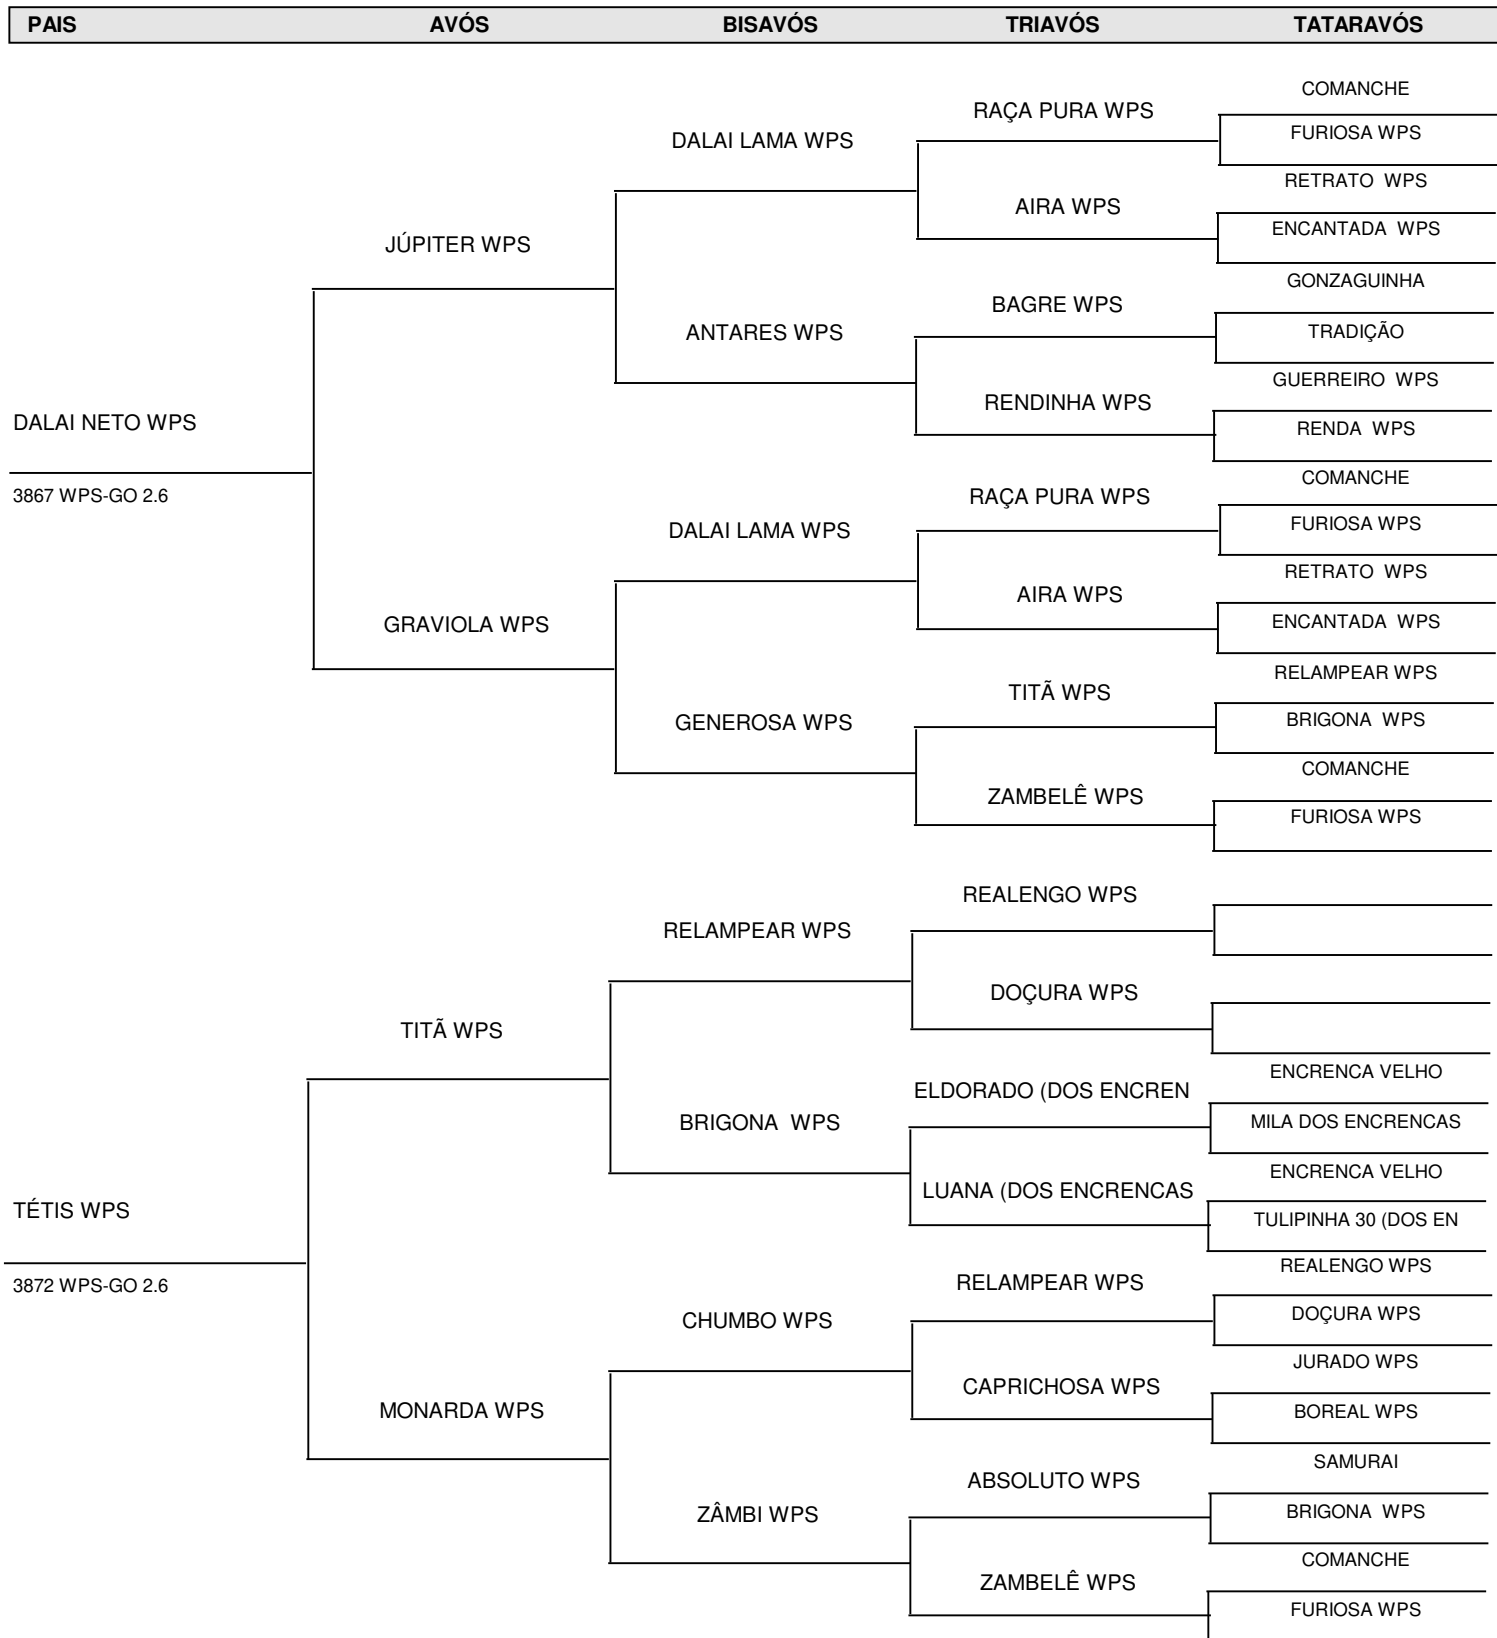 PAIS AVÓS BISAVÓS TRIAVÓS TATARAVÓS
COMANCHE
RAÇA PURA WPS
FURIOSA WPS
DALAI LAMA WPS
RETRATO  WPS
AIRA WPS
ENCANTADA  WPS
JÚPITER WPS
GONZAGUINHA
BAGRE WPS
ANTARES WPS
TRADIÇÃO
GUERREIRO  WPS
RENDINHA WPS
DALAI NETO WPS
RENDA  WPS
COMANCHE
3867 WPS-GO 2.6
RAÇA PURA WPS
FURIOSA WPS
DALAI LAMA WPS
RETRATO  WPS
AIRA WPS
ENCANTADA  WPS
GRAVIOLA WPS
RELAMPEAR WPS
TITÃ WPS
BRIGONA  WPS
GENEROSA WPS
COMANCHE
ZAMBELÊ WPS
FURIOSA WPS
REALENGO WPS
RELAMPEAR WPS
DOÇURA WPS
TITÃ WPS
ENCRENCA VELHO
ELDORADO (DOS ENCREN
BRIGONA  WPS
MILA DOS ENCRENCAS
ENCRENCA VELHO
LUANA (DOS ENCRENCAS
TÉTIS WPS
TULIPINHA 30 (DOS EN
REALENGO WPS
3872 WPS-GO 2.6
RELAMPEAR WPS
DOÇURA WPS
CHUMBO WPS
JURADO WPS
CAPRICHOSA WPS
MONARDA WPS
BOREAL WPS
SAMURAI
ABSOLUTO WPS
BRIGONA  WPS
ZÂMBI WPS
COMANCHE
ZAMBELÊ WPS
FURIOSA WPS